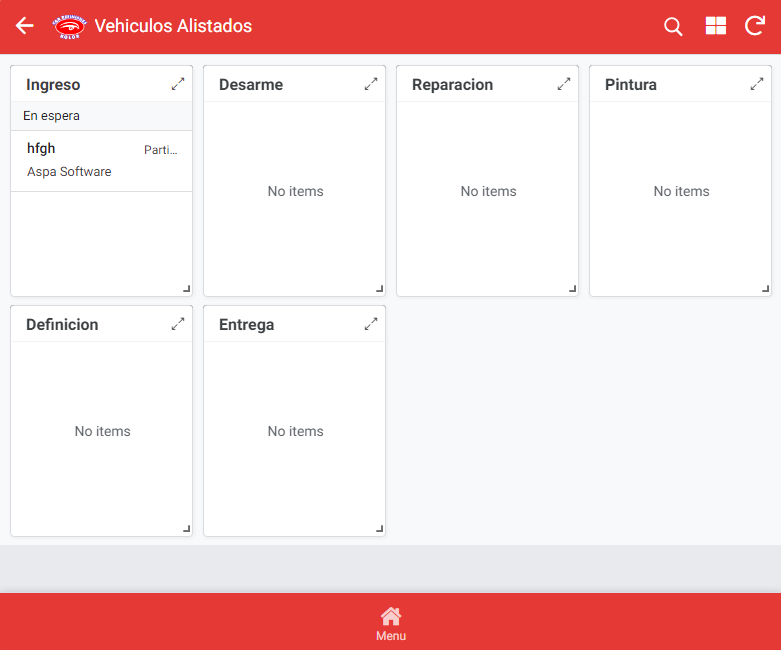 Vehiculos Alistados
Ingreso
En espera
hfgh Parti...
Aspa Software
Desarme
No items
Reparacion
No items
Pintura
No items
Definicion
No items
Entrega
No items
Menu